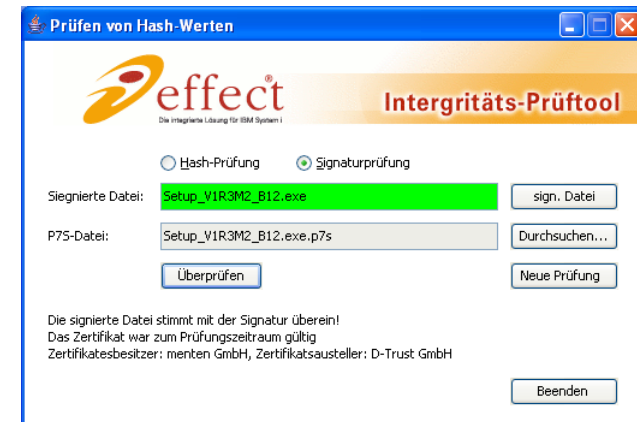 Prüfen von Hash-Werten
effect®
Die integrierte Lösung für IBM System i
Intergritäts-Prüftool
Hash-Prüfung Signaturprüfung
Siegnierte Datei: Setup_V1R3M2_B12.exe sign. Datei
P7S-Datei: Setup_V1R3M2_B12.exe.p7s Durchsuchen...
Überprüfen Neue Prüfung
Die signierte Datei stimmt mit der Signatur überein!
Das Zertifikat war zum Prüfungszeitraum gültig
Zertifikatesbesitzer: menten GmbH, Zertifikatsausteller: D-Trust GmbH
Beenden